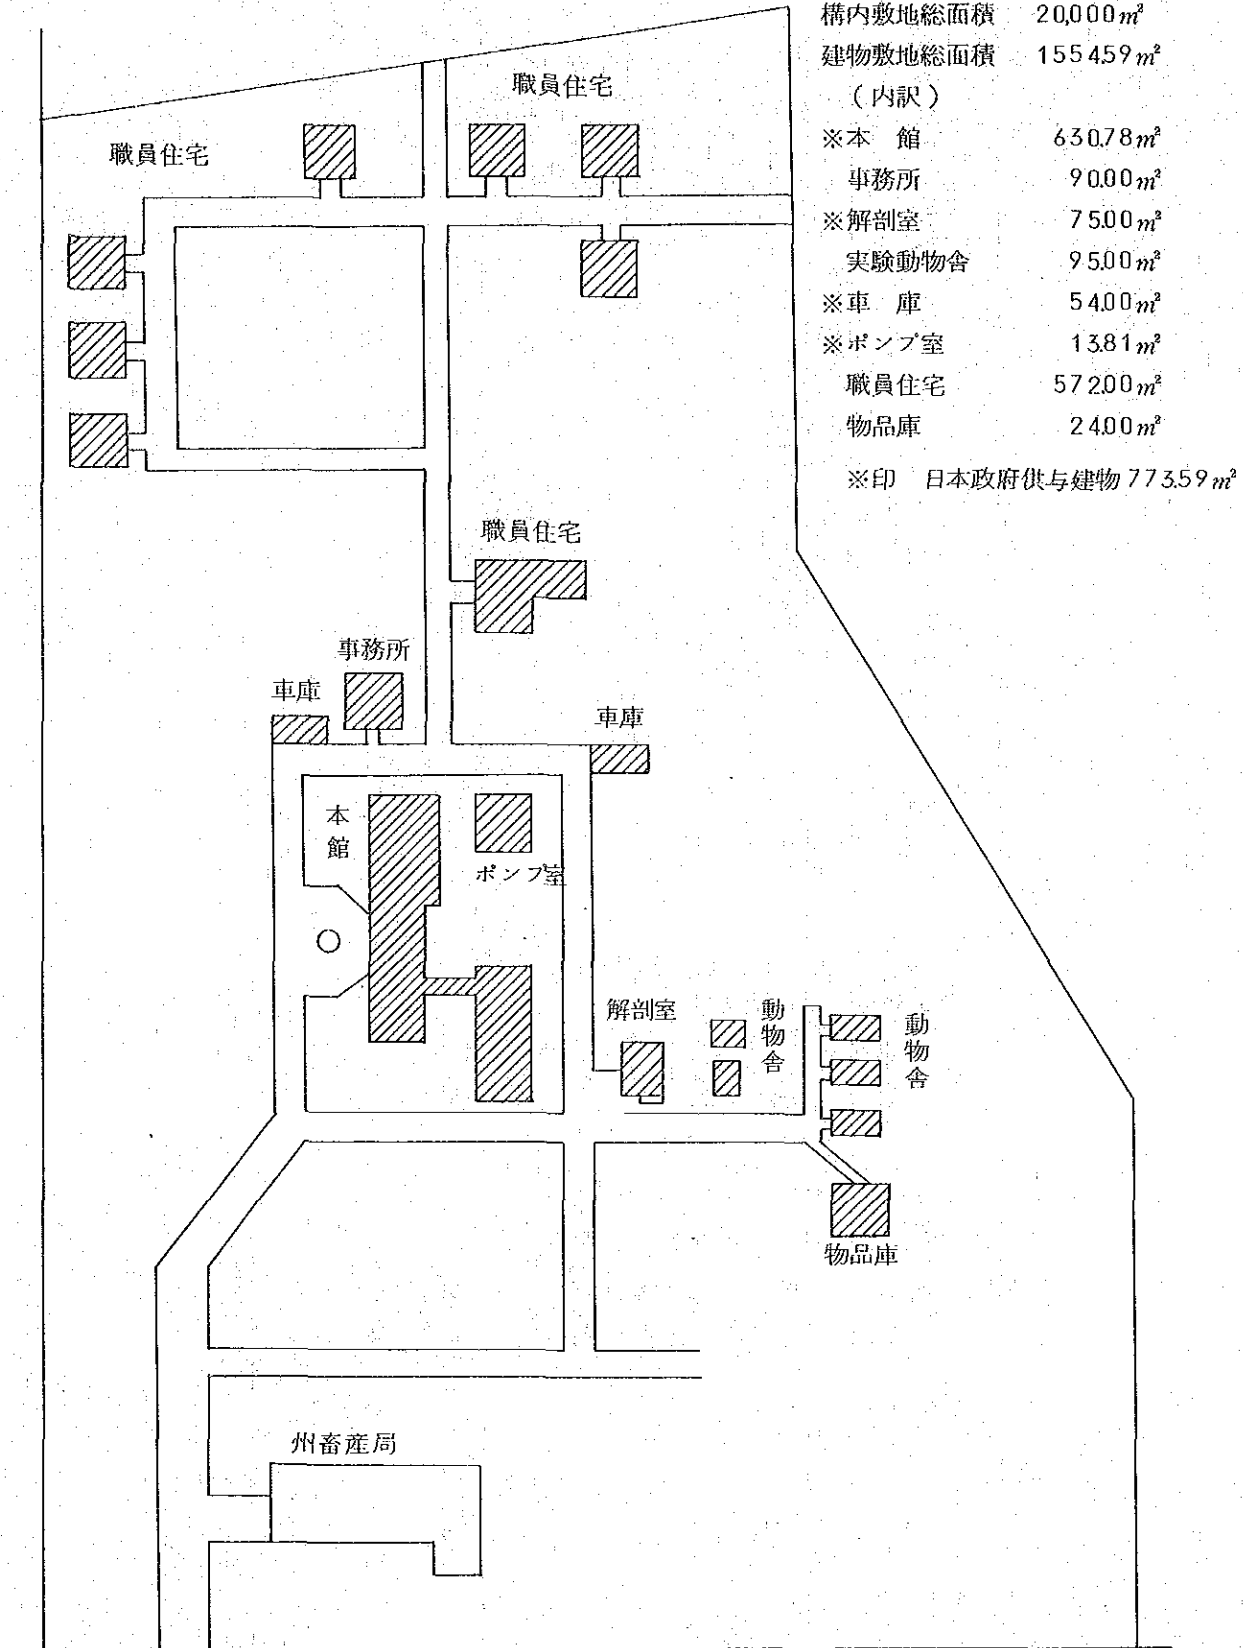 構内敷地総面積 20,000m²
建物敷地総面積 1554.59m²
(内訳)
※本 館 630.78m²
事務所 90.00m²
※解剖室 75.00m²
実験動物舎 95.00m²
※車 庫 54.00m²
※ポンプ室 13.81m²
職員住宅 572.00m²
物品庫 24.00m²
※印 日本政府供与建物 773.59m²
職員住宅
職員住宅
職員住宅
事務所
車庫
車庫
本館
ポンプ室
解剖室
動物舎
動物舎
物品庫
州畜産局